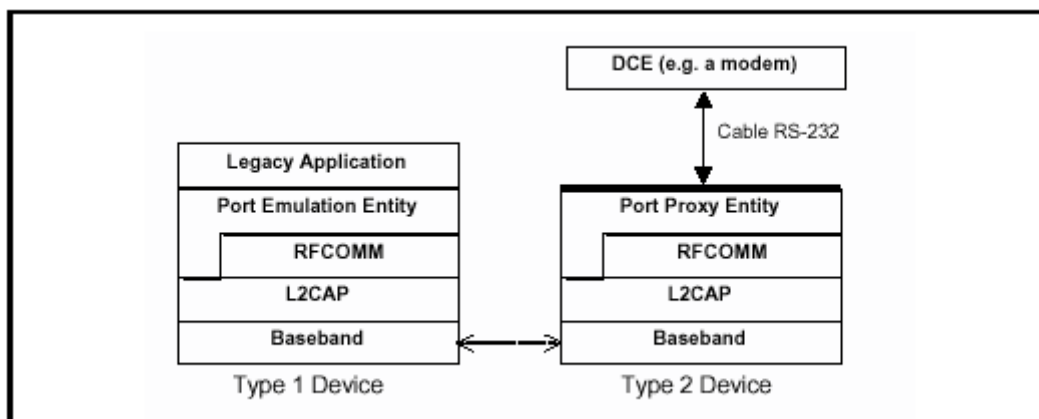 DCE (e.g. a modem)
Cable RS-232
Legacy Application
Port Emulation Entity
RFCOMM
L2CAP
Baseband
Type 1 Device
Port Proxy Entity
RFCOMM
L2CAP
Baseband
Type 2 Device